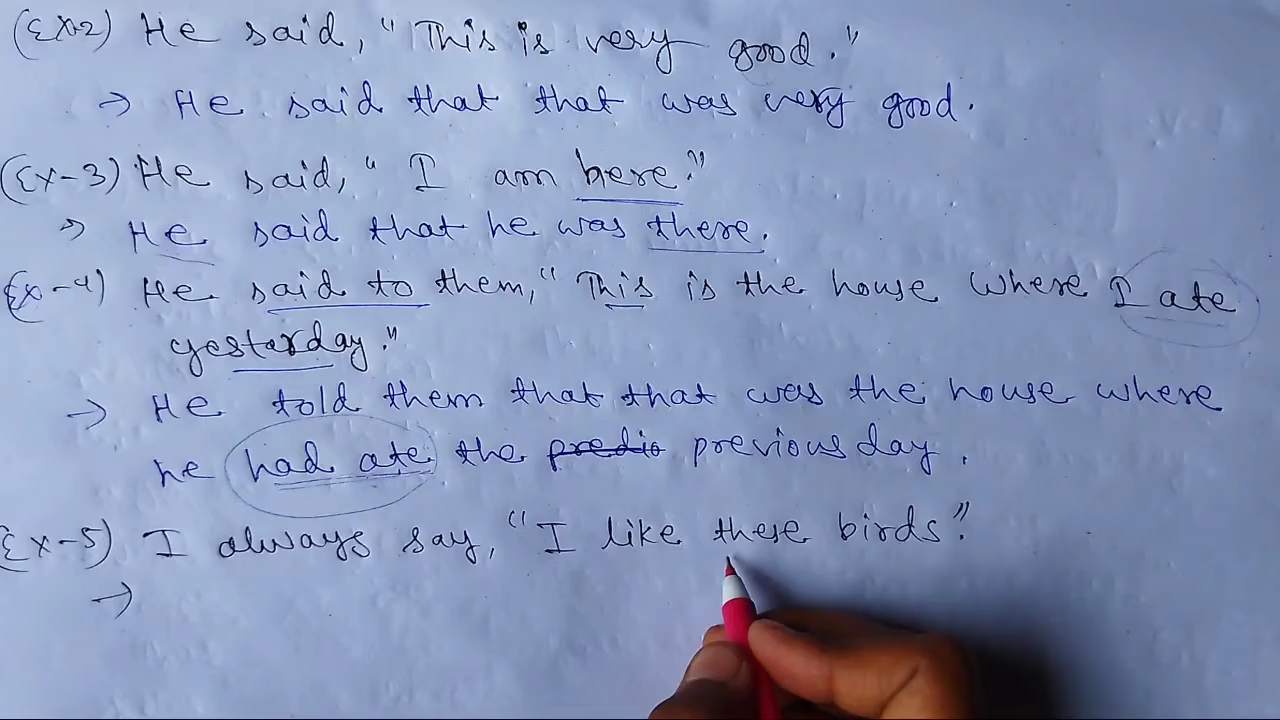 (Ex-2) He said, "This is very good."
→ He said that that was very good.
(Ex-3) He said, "I am here."
→ He said that he was there.
Ex-4) He said to them, "This is the house where I ate
yesterday."
→ He told them that that was the house where
he had ate the predio previous day.
Ex-5) I always say, "I like these birds."
→